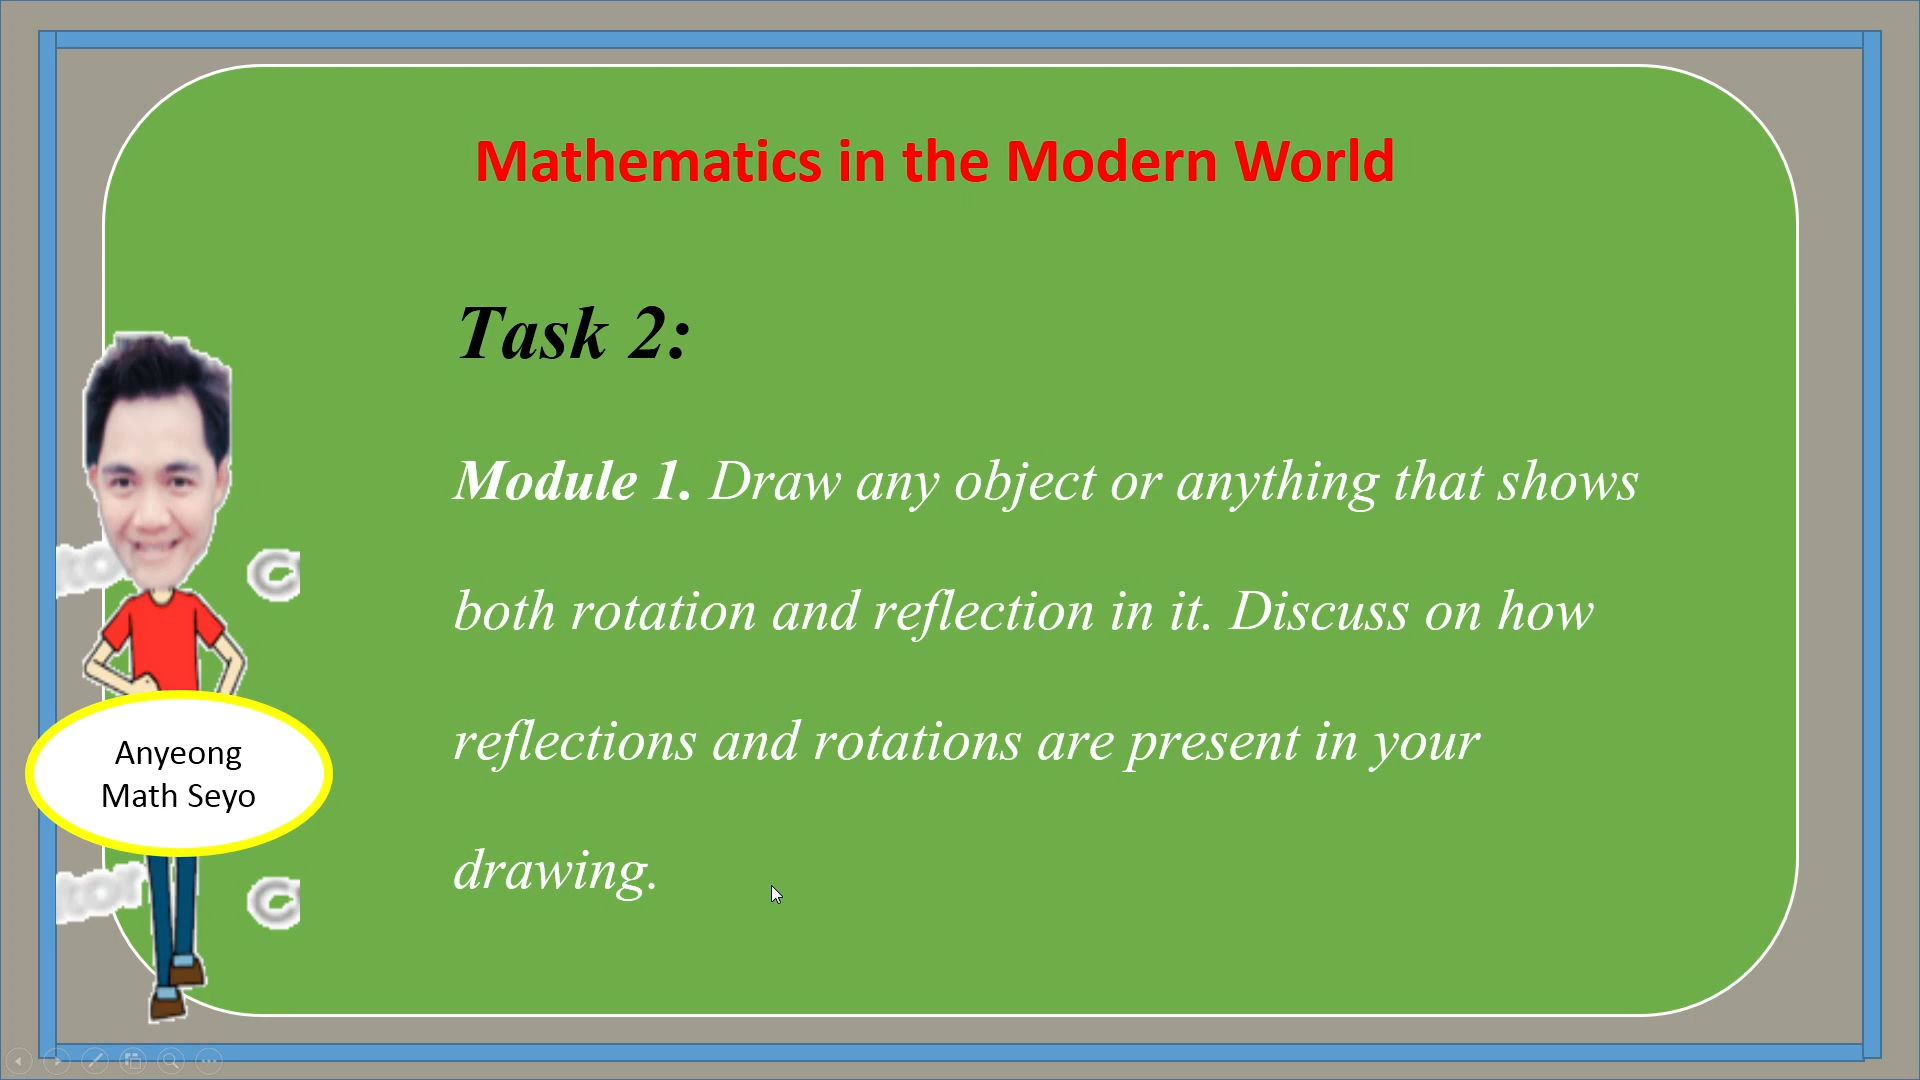 Mathematics in the Modern World
Task 2:
Module 1. Draw any object or anything that shows
both rotation and reflection in it. Discuss on how
reflections and rotations are present in your
drawing.
Anyeong
Math Seyo